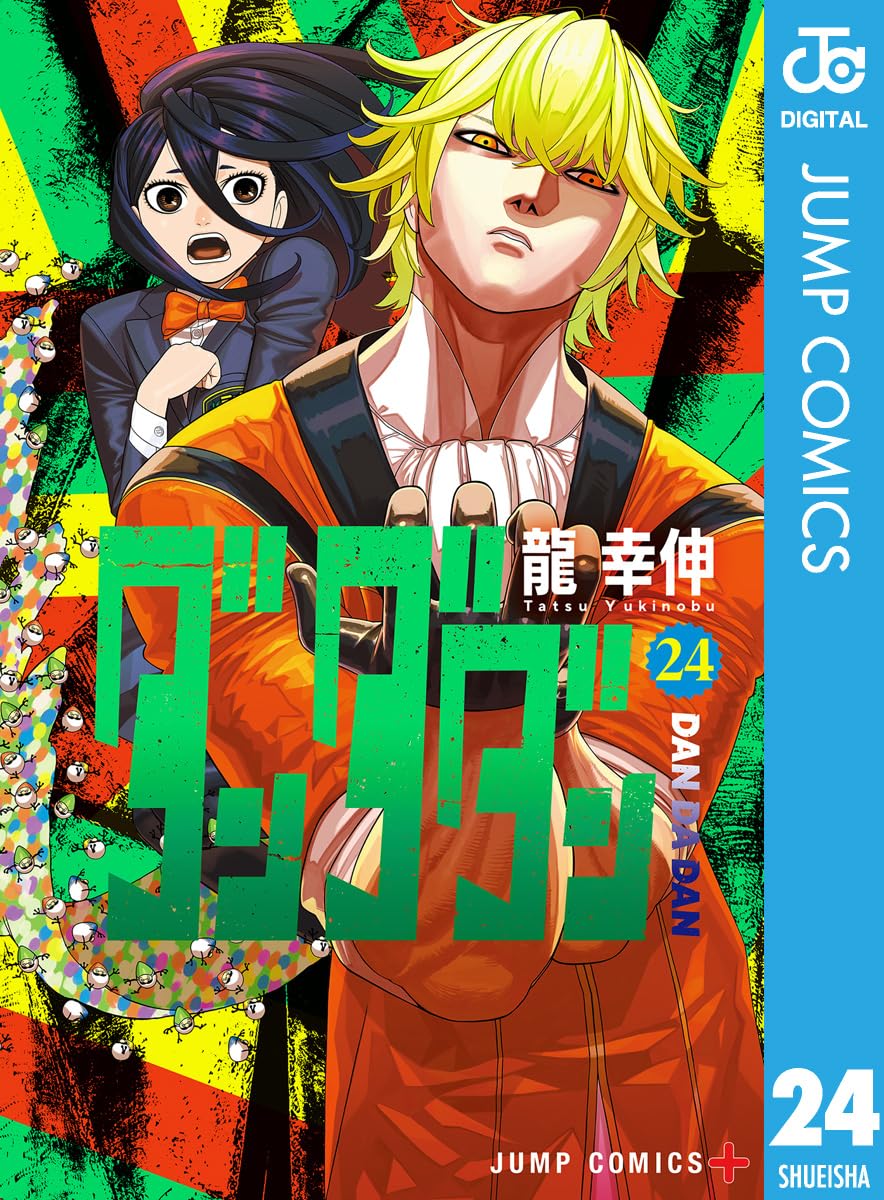 ダンダダン
龍 幸伸
Tatsu Yukinobu
24
DAN DA DAN
JUMP COMICS+
JC
DIGITAL
JUMP COMICS
24
SHUEISHA